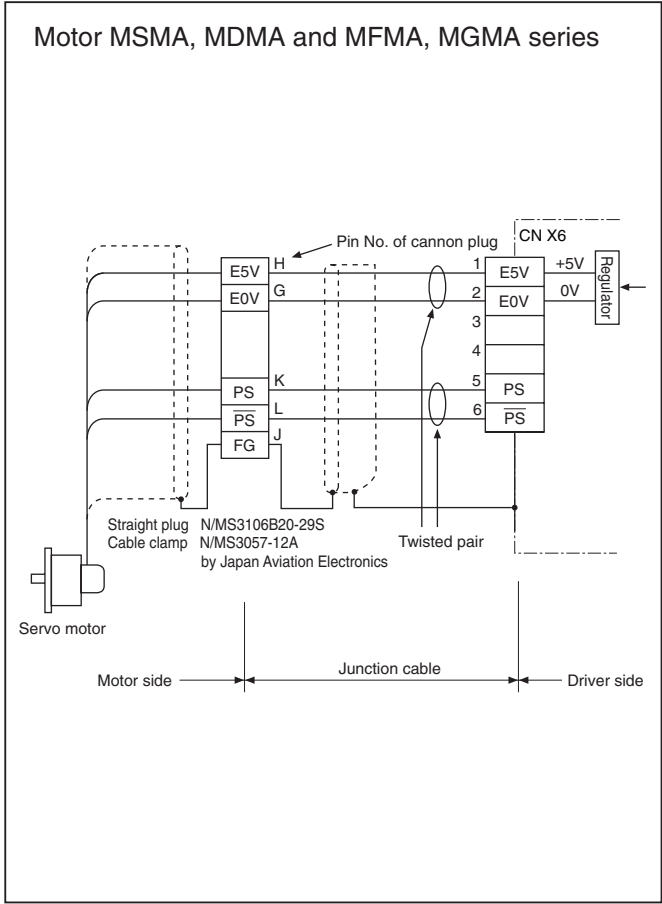 Motor MSMA, MDMA and MFMA, MGMA series
CN X6
Pin No. of cannon plug
E5V H 1 E5V +5V
E0V G 2 E0V 0V
Regulator
3
4
PS K 5 PS
P̅S̅ L 6 P̅S̅
FG J
Straight plug N/MS3106B20-29S
Cable clamp N/MS3057-12A
by Japan Aviation Electronics
Twisted pair
Servo motor
Motor side Junction cable Driver side